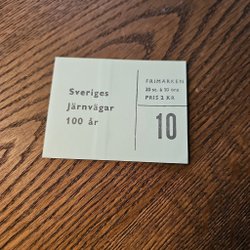 Sveriges
Järnvägar
100 år
FRIMÄRKEN
20 st. à 10 öre
PRIS 2 KR
10